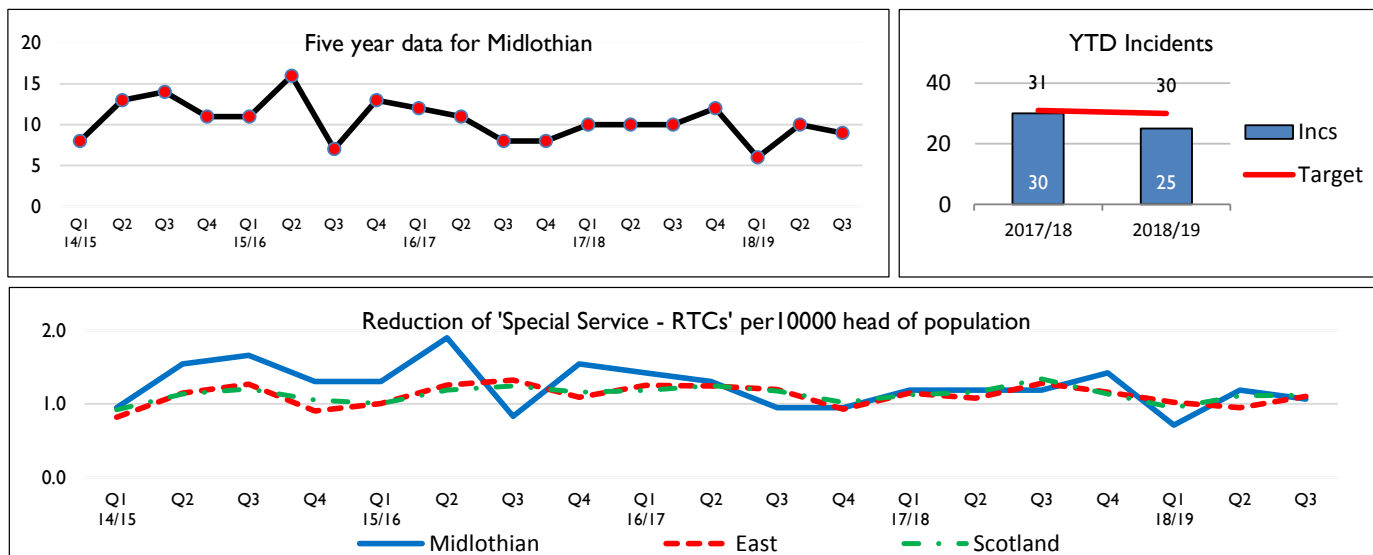 Five year data for Midlothian
20
15
10
5
0
Q1 Q2 Q3 Q4 Q1 Q2 Q3 Q4 Q1 Q2 Q3 Q4 Q1 Q2 Q3 Q4 Q1 Q2 Q3
14/15 15/16 16/17 17/18 18/19
YTD Incidents
40
20
0
31 30
30 25
2017/18 2018/19
Incs
Target
Reduction of 'Special Service - RTCs' per10000 head of population
2.0
1.0
0.0
Q1 Q2 Q3 Q4 Q1 Q2 Q3 Q4 Q1 Q2 Q3 Q4 Q1 Q2 Q3 Q4 Q1 Q2 Q3
14/15 15/16 16/17 17/18 18/19
Midlothian East Scotland